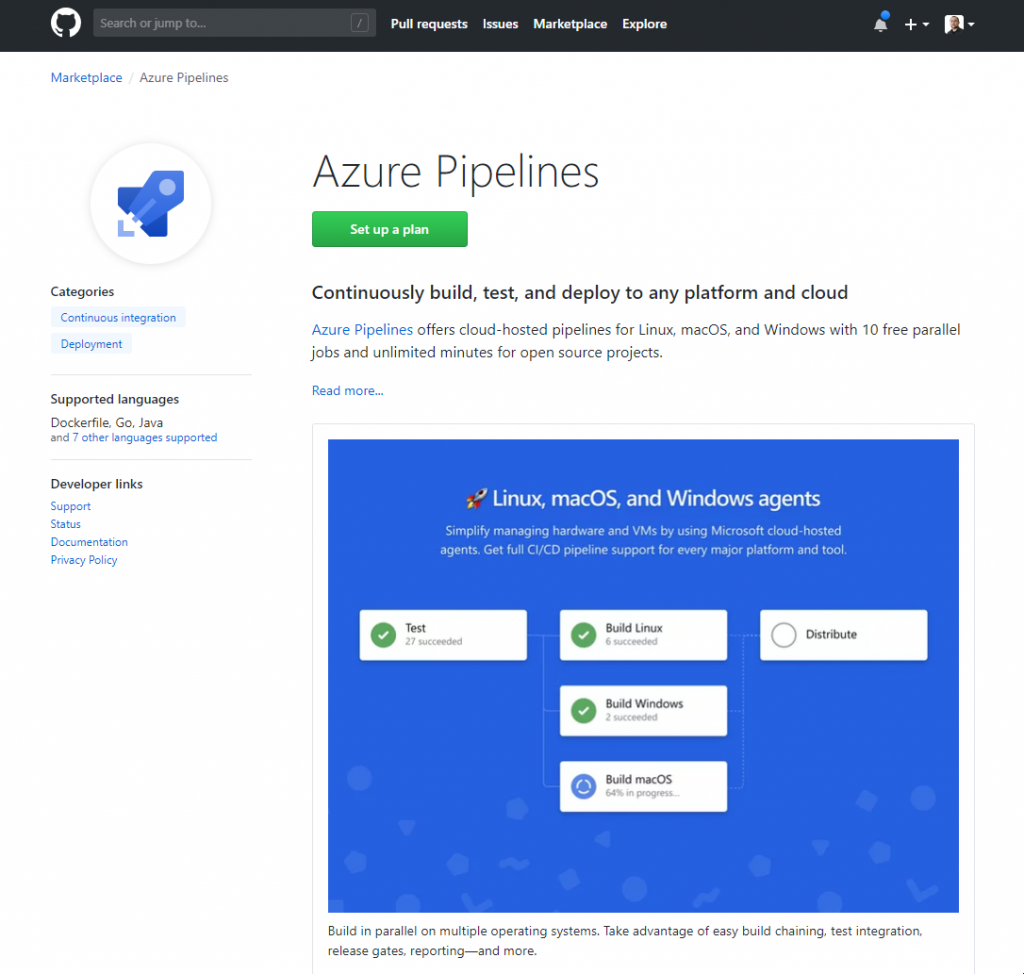 Search or jump to...
/
Pull requests Issues Marketplace Explore
Marketplace / Azure Pipelines
Azure Pipelines
Set up a plan
Categories
Continuous integration
Deployment
Supported languages
Dockerfile, Go, Java
and 7 other languages supported
Developer links
Support
Status
Documentation
Privacy Policy
Continuously build, test, and deploy to any platform and cloud
Azure Pipelines offers cloud-hosted pipelines for Linux, macOS, and Windows with 10 free parallel
jobs and unlimited minutes for open source projects.
Read more...
🚀 Linux, macOS, and Windows agents
Simplify managing hardware and VMs by using Microsoft cloud-hosted
agents. Get full CI/CD pipeline support for every major platform and tool.
Test
27 succeeded
Build Linux
6 succeeded
Distribute
Build Windows
2 succeeded
Build macOS
64% in progress...
Build in parallel on multiple operating systems. Take advantage of easy build chaining, test integration,
release gates, reporting—and more.